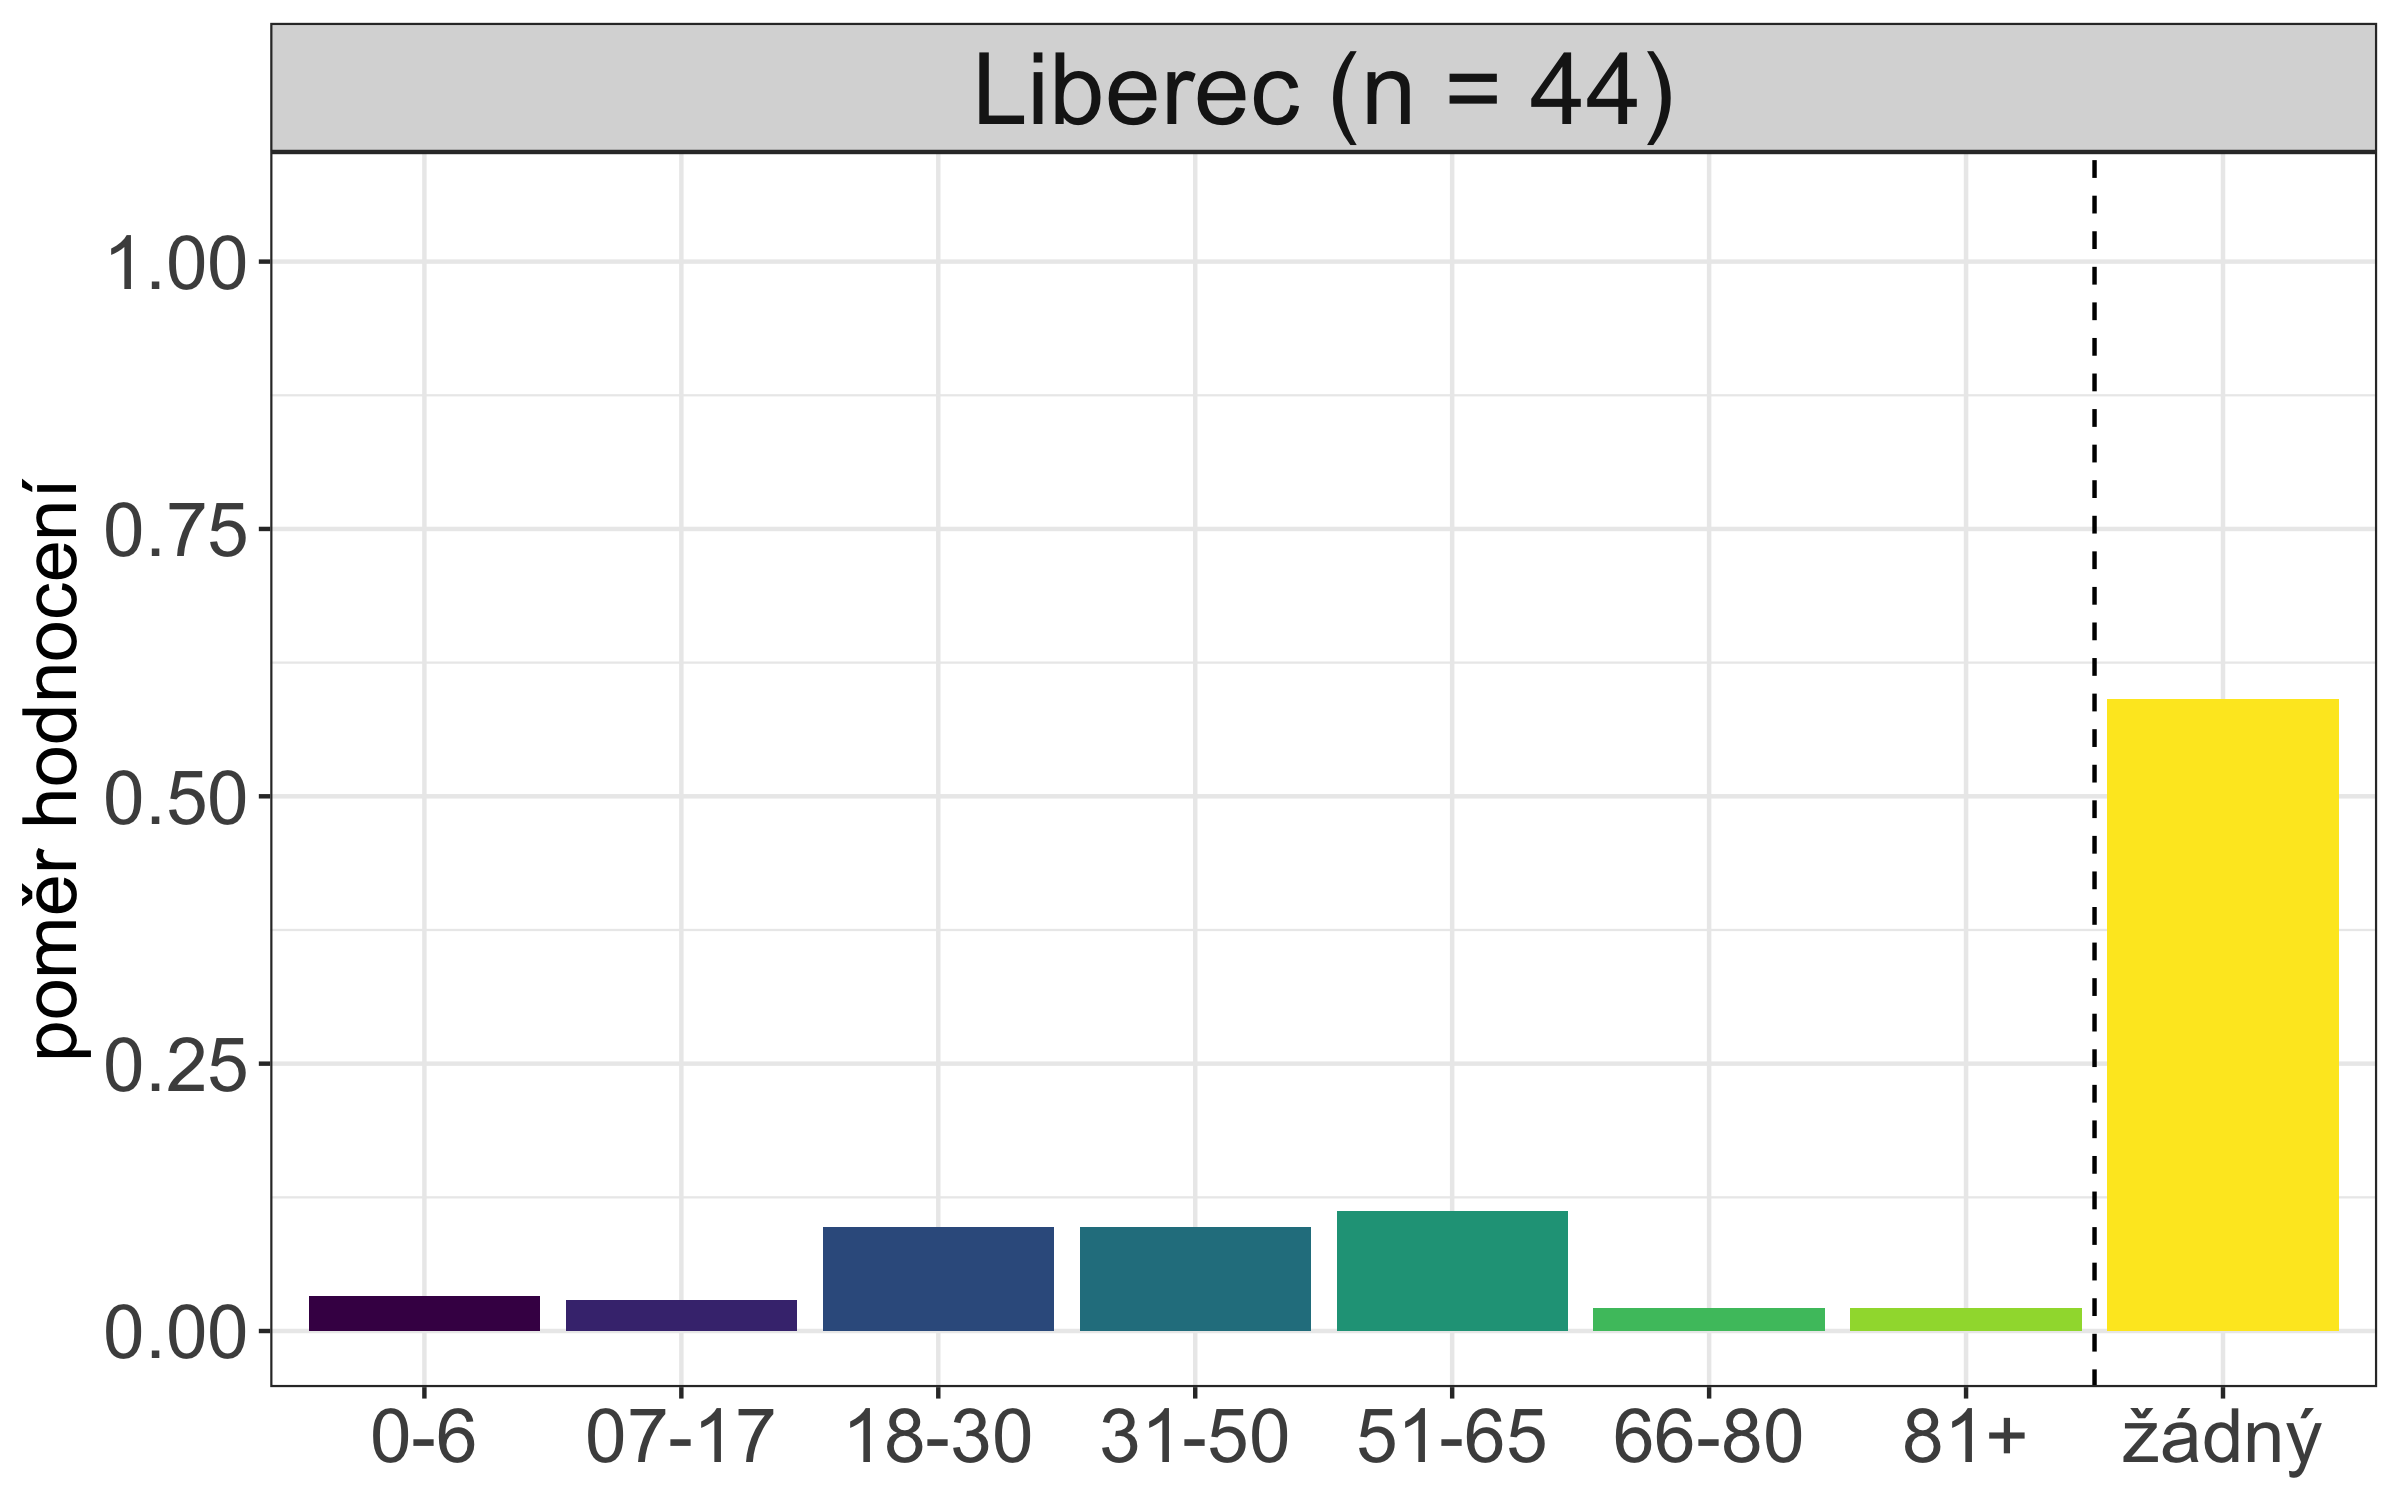 Liberec (n = 44)
poměr hodnocení
1.00
0.75
0.50
0.25
0.00
0-6 07-17 18-30 31-50 51-65 66-80 81+ žádný